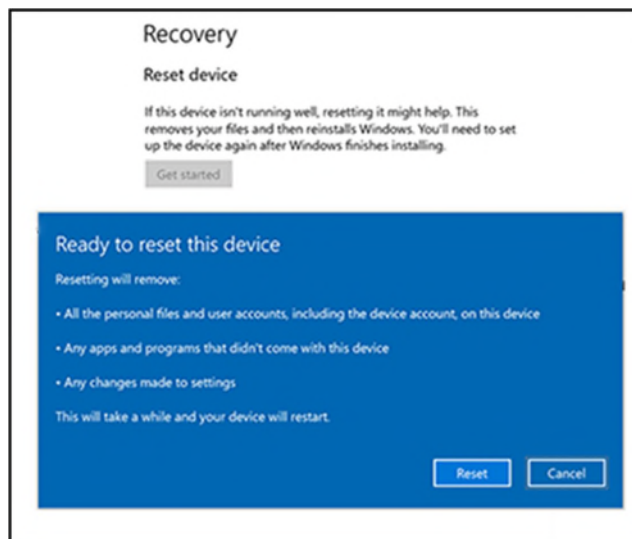 Recovery
Reset device
If this device isn't running well, resetting it might help. This
removes your files and then reinstalls Windows. You'll need to set
up the device again after Windows finishes installing.
Get started
Ready to reset this device
Resetting will remove:
• All the personal files and user accounts, including the device account, on this device
• Any apps and programs that didn't come with this device
• Any changes made to settings
This will take a while and your device will restart.
Reset
Cancel